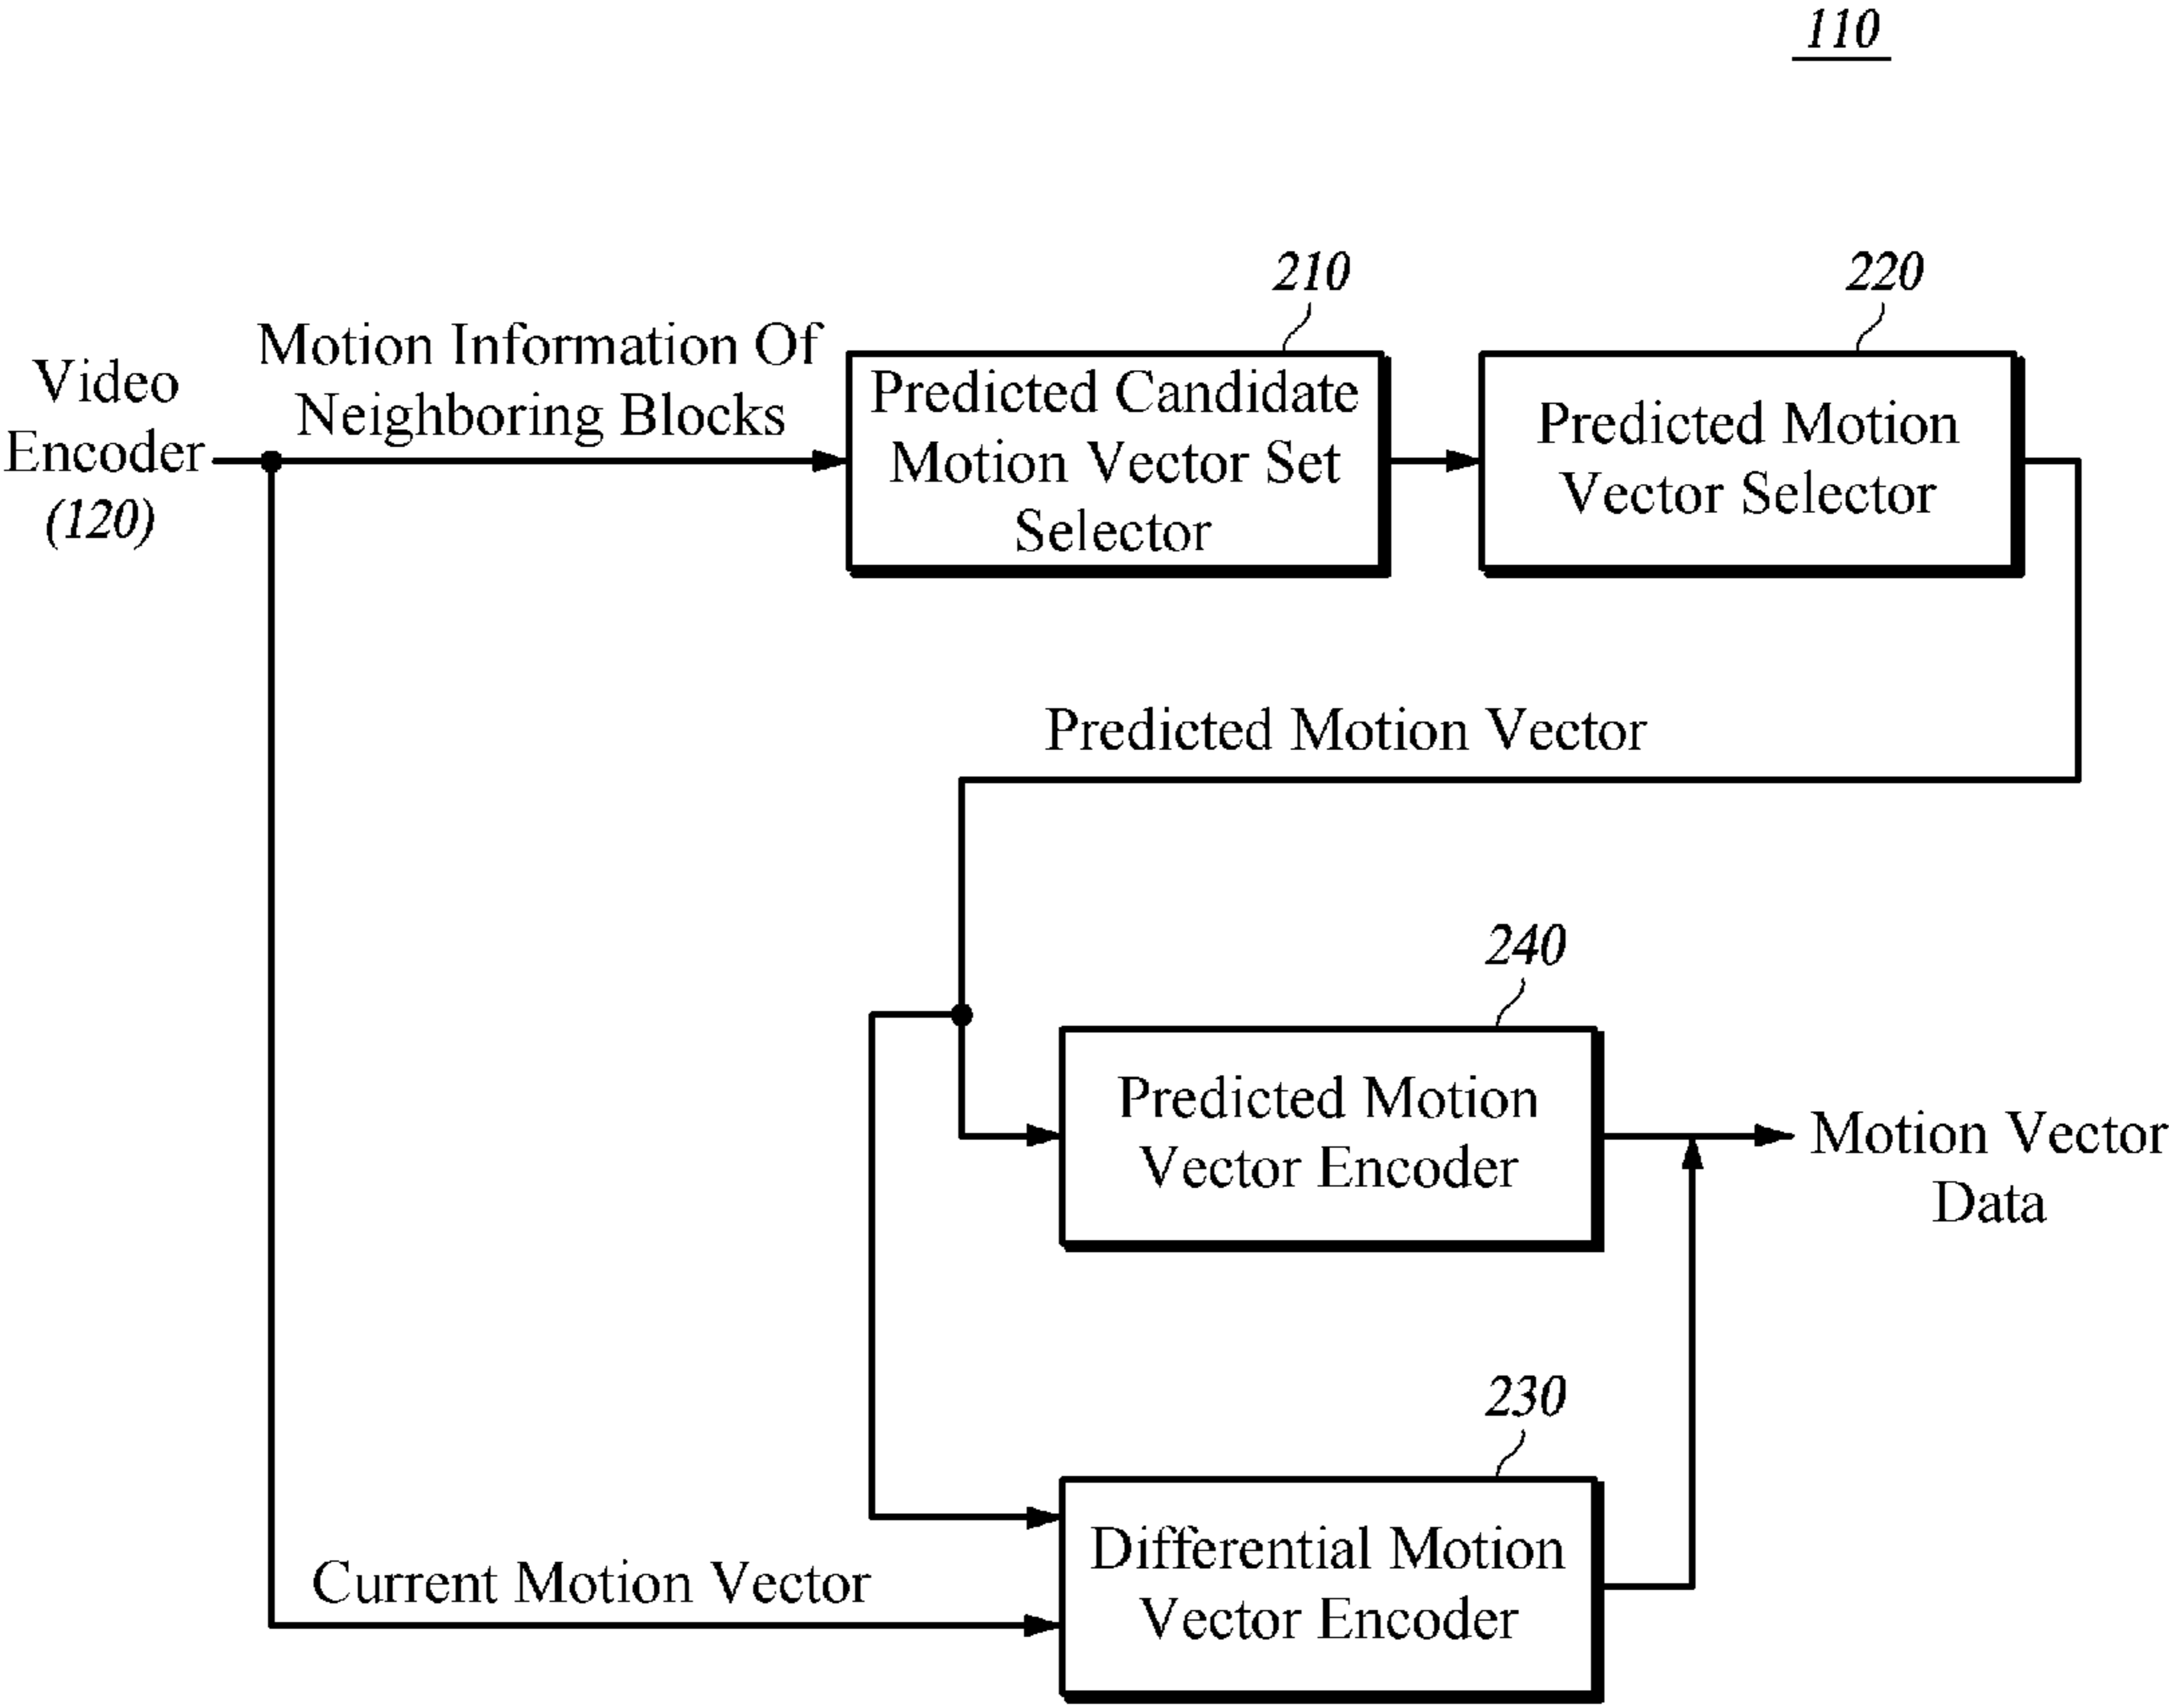 110
210
220
Motion Information Of
Neighboring Blocks
Video
Encoder
(120)
Predicted Candidate
Motion Vector Set
Selector
Predicted Motion
Vector Selector
Predicted Motion Vector
240
Predicted Motion
Vector Encoder
Motion Vector
Data
230
Differential Motion
Vector Encoder
Current Motion Vector